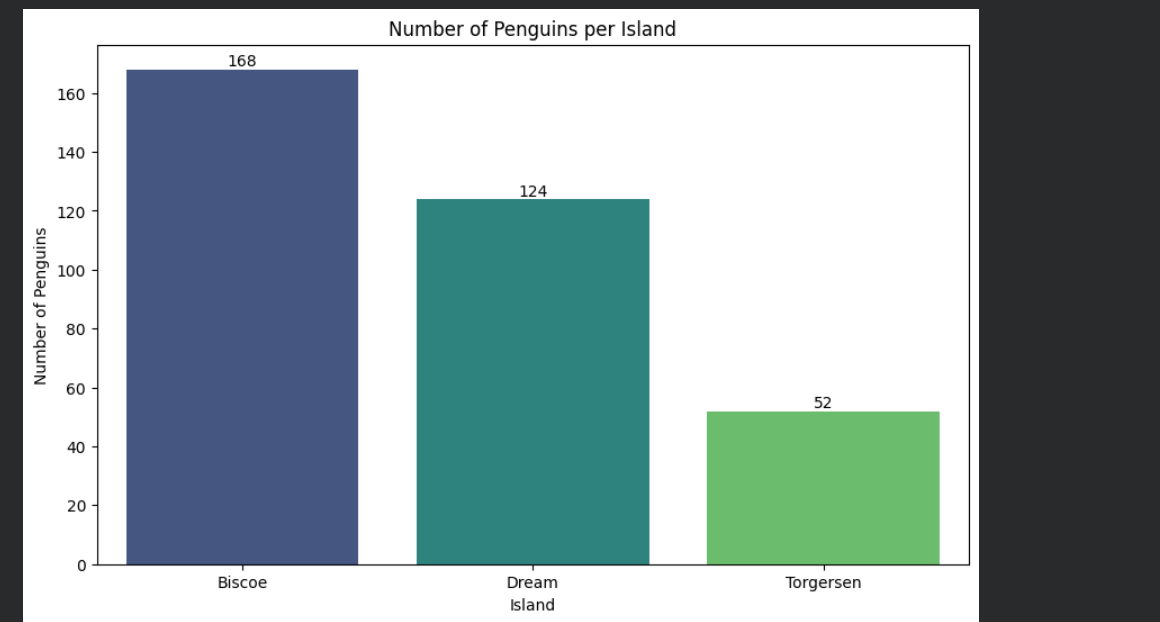 Number of Penguins per Island
168
124
52
160
140
120
100
80
60
40
20
0
Number of Penguins
Biscoe
Dream
Torgersen
Island